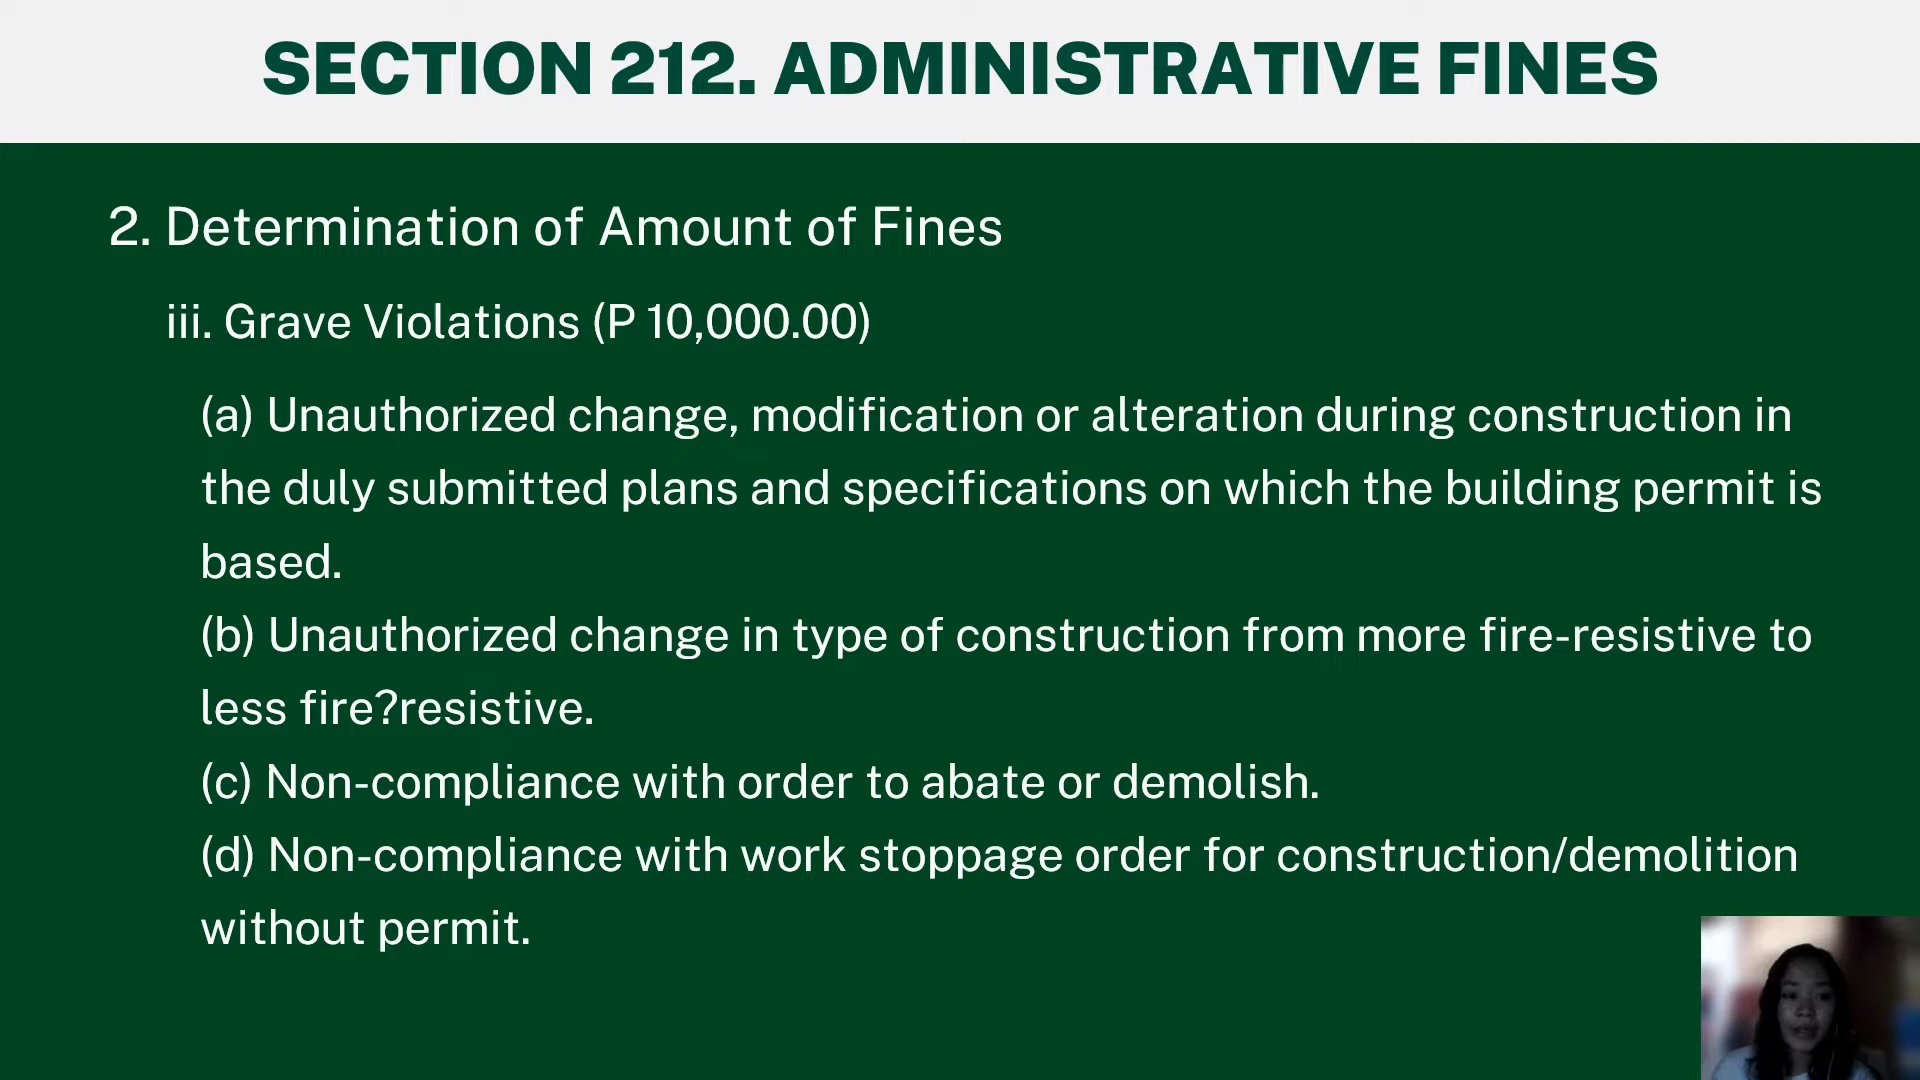 SECTION 212. ADMINISTRATIVE FINES
2. Determination of Amount of Fines
iii. Grave Violations (P 10,000.00)
(a) Unauthorized change, modification or alteration during construction in
the duly submitted plans and specifications on which the building permit is
based.
(b) Unauthorized change in type of construction from more fire-resistive to
less fire?resistive.
(c) Non-compliance with order to abate or demolish.
(d) Non-compliance with work stoppage order for construction/demolition
without permit.